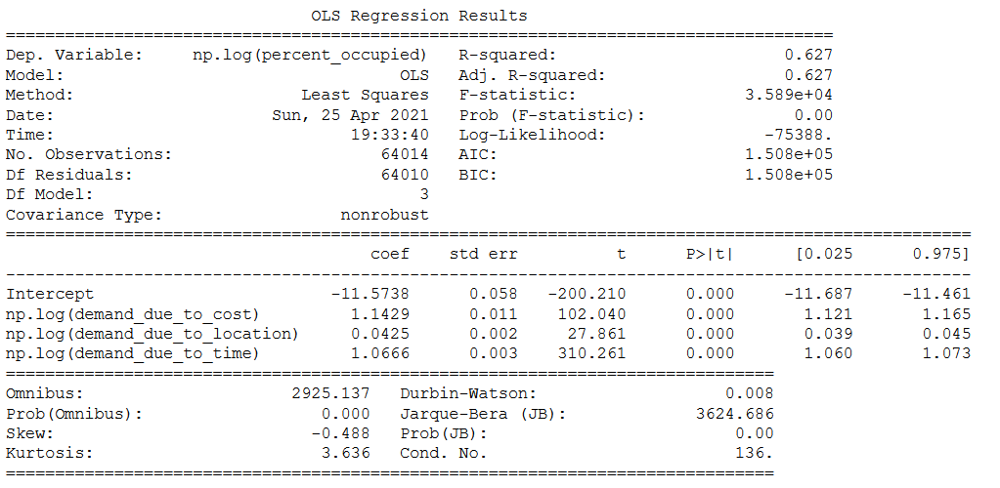 OLS Regression Results
==============================================================================
Dep. Variable: np.log(percent_occupied) R-squared: 0.627
Model: OLS Adj. R-squared: 0.627
Method: Least Squares F-statistic: 3.589e+04
Date: Sun, 25 Apr 2021 Prob (F-statistic): 0.00
Time: 19:33:40 Log-Likelihood: -75388.
No. Observations: 64014 AIC: 1.508e+05
Df Residuals: 64010 BIC: 1.508e+05
Df Model: 3
Covariance Type: nonrobust
==============================================================================
coef std err t P>|t| [0.025 0.975]
------------------------------------------------------------------------------
Intercept -11.5738 0.058 -200.210 0.000 -11.687 -11.461
np.log(demand_due_to_cost) 1.1429 0.011 102.040 0.000 1.121 1.165
np.log(demand_due_to_location) 0.0425 0.002 27.861 0.000 0.039 0.045
np.log(demand_due_to_time) 1.0666 0.003 310.261 0.000 1.060 1.073
==============================================================================
Omnibus: 2925.137 Durbin-Watson: 0.008
Prob(Omnibus): 0.000 Jarque-Bera (JB): 3624.686
Skew: -0.488 Prob(JB): 0.00
Kurtosis: 3.636 Cond. No. 136.
==============================================================================